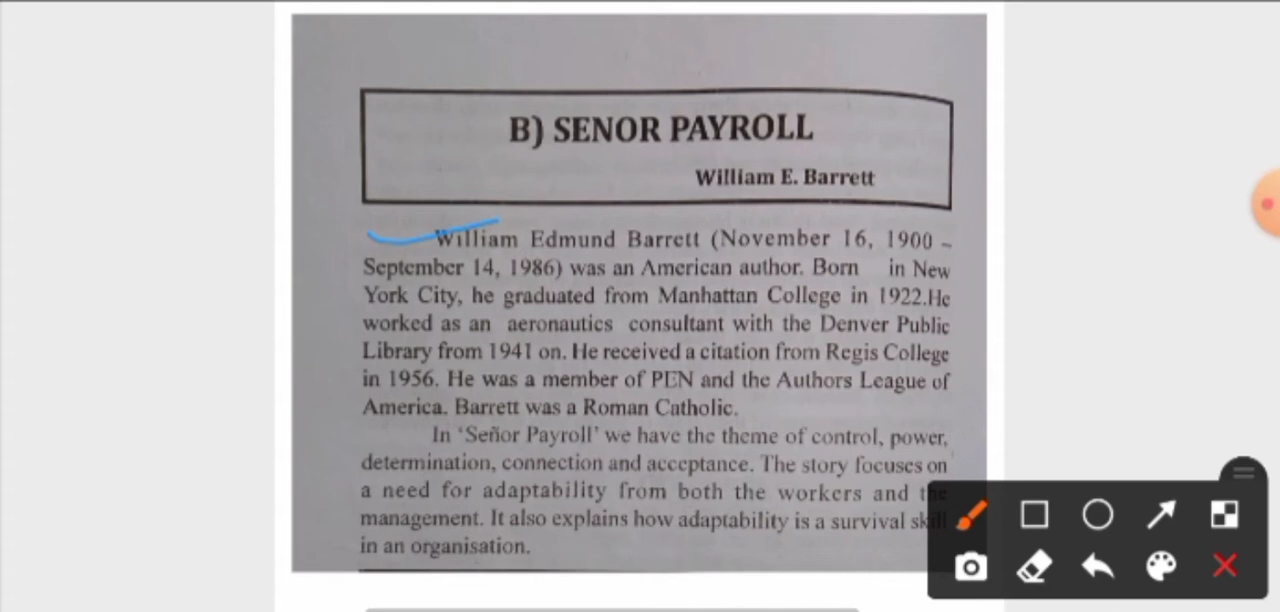 B) SENOR PAYROLL
William E. Barrett
William Edmund Barrett (November 16, 1900 –
September 14, 1986) was an American author. Born in New
York City, he graduated from Manhattan College in 1922.He
worked as an aeronautics consultant with the Denver Public
Library from 1941 on. He received a citation from Regis College
in 1956. He was a member of PEN and the Authors League of
America. Barrett was a Roman Catholic.
In 'Señor Payroll' we have the theme of control, power,
determination, connection and acceptance. The story focuses on
a need for adaptability from both the workers and the
management. It also explains how adaptability is a survival skill
in an organisation.